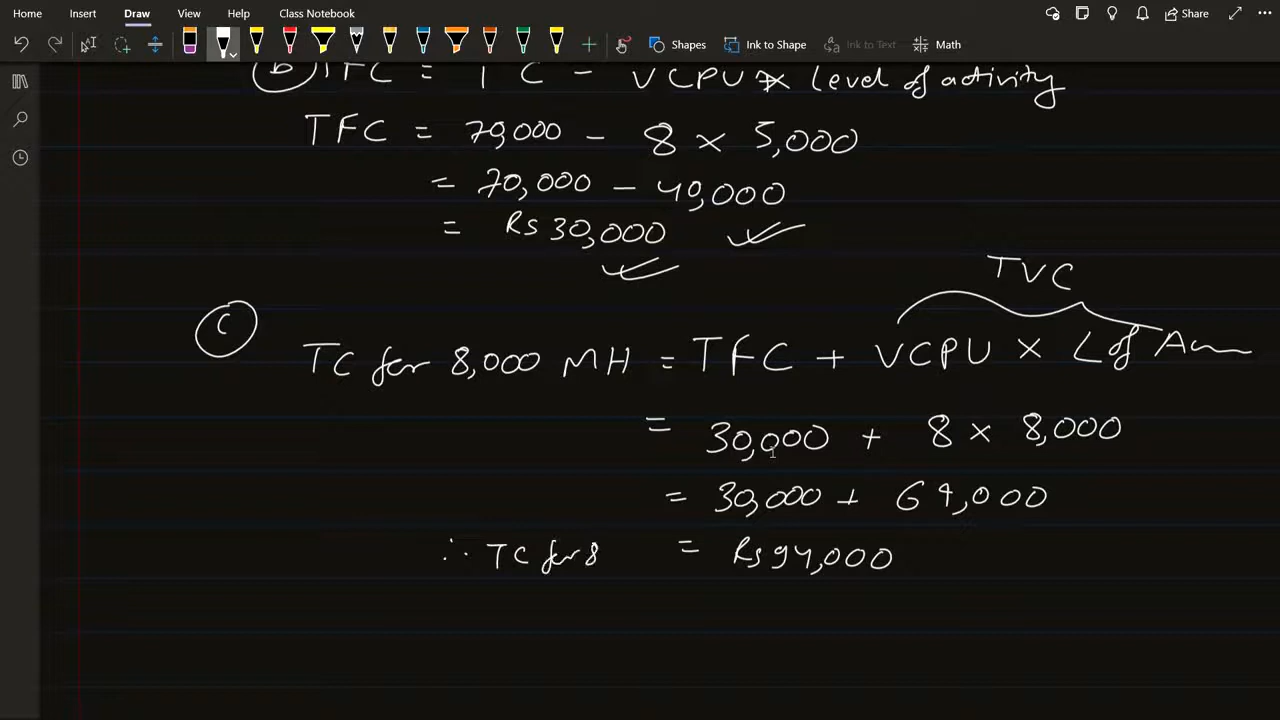 Home Insert Draw View Help Class Notebook Share
Shapes Ink to Shape Ink to Text Math
(b) TFC = TC - VCPU × Level of activity
TFC = 70,000 - 8 × 5,000
= 70,000 - 40,000
= Rs 30,000
TVC
(c)
TC for 8,000 MH = TFC + VCPU × L of
= 30,000 + 8 × 8,000
= 30,000 + 64,000
∴ TC for 8 = Rs 94,000